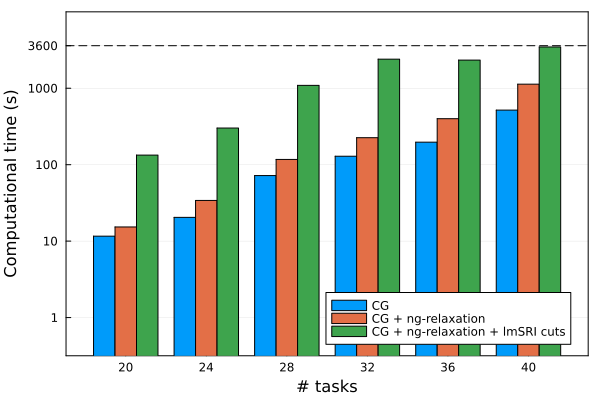 Computational time (s)
3600
1000
100
10
1
CG
CG + ng-relaxation
CG + ng-relaxation + lmSRI cuts
20 24 28 32 36 40
# tasks